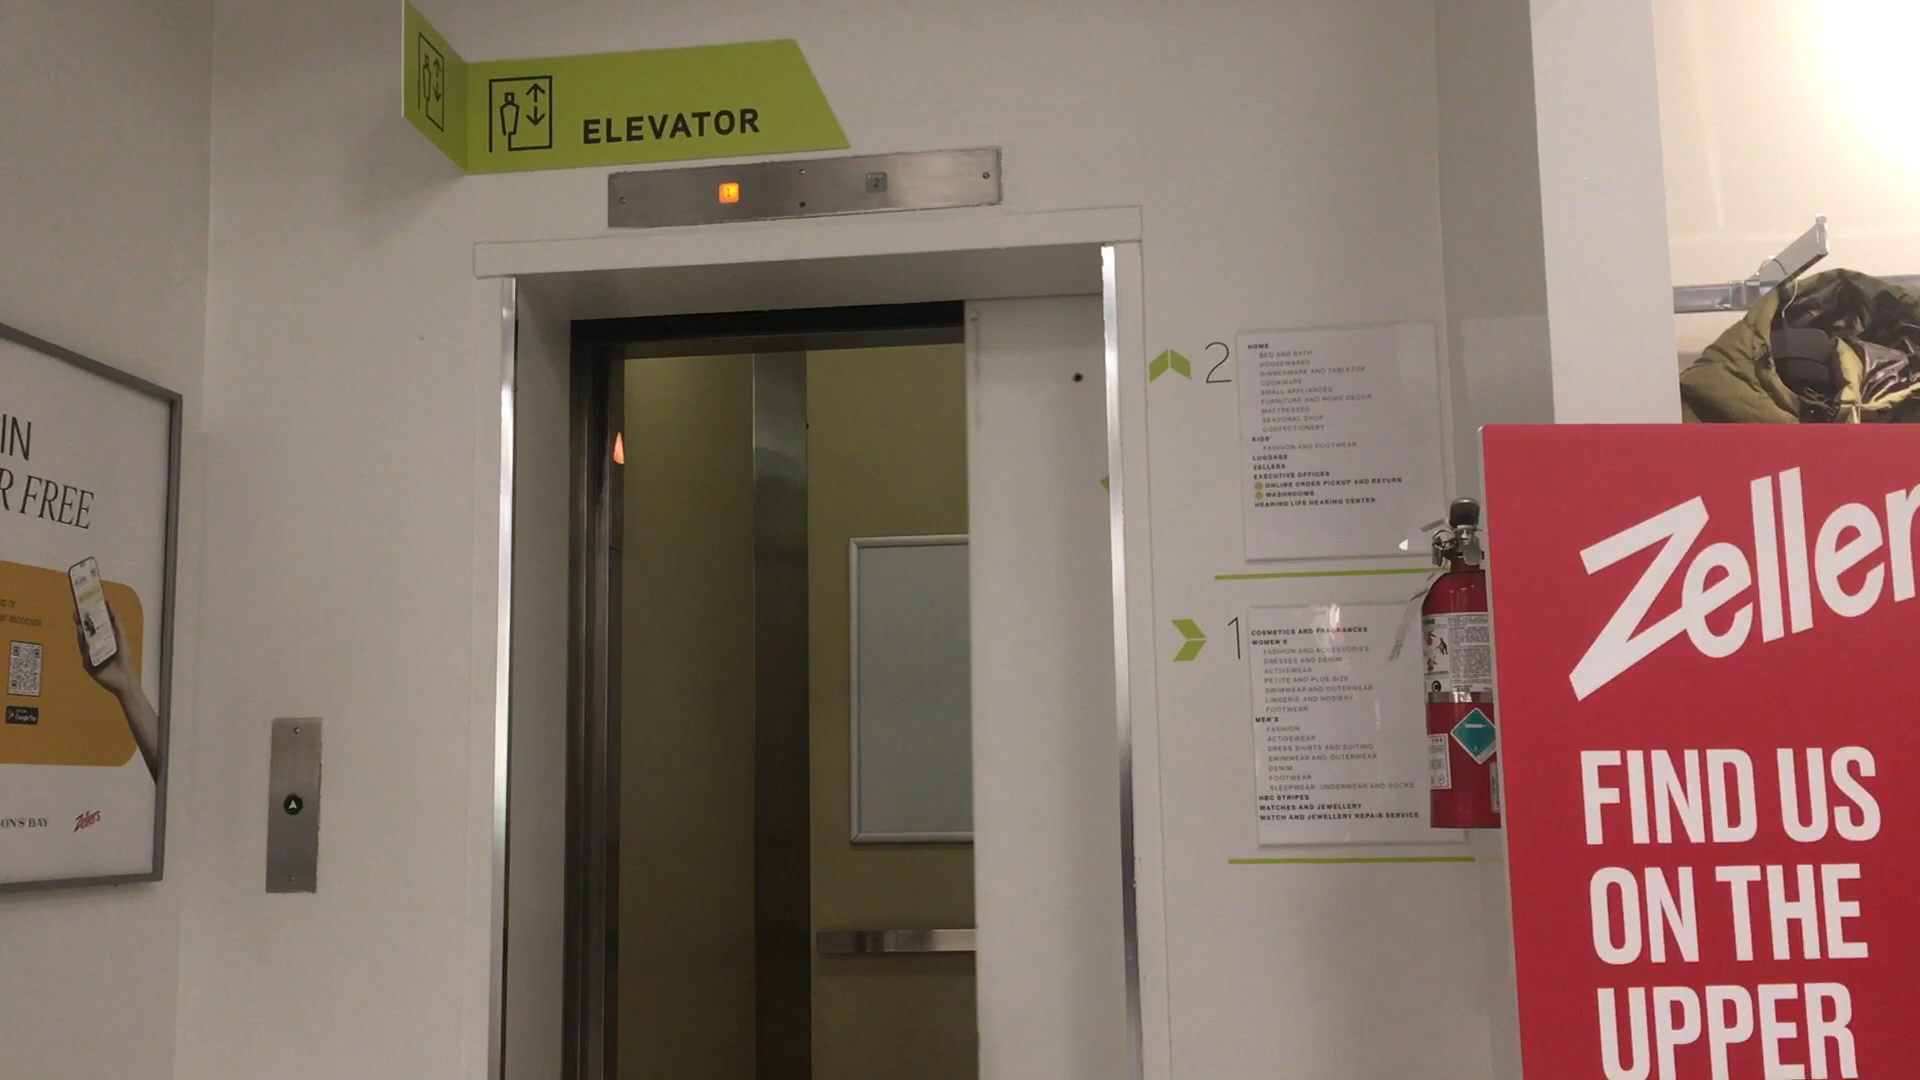 ELEVATOR
1 2
IN
R FREE
an associate
Google Play
ON'S BAY
Zellers
2
HOME
BED AND BATH
HOUSEWARES
DINNERWARE AND TABLETOP
COOKWARE
SMALL APPLIANCES
FURNITURE AND HOME DECOR
MATTRESSES
SEASONAL SHOP
CONFECTIONERY
KIDS'
FASHION AND FOOTWEAR
LUGGAGE
ZELLERS
EXECUTIVE OFFICES
ONLINE ORDER PICKUP AND RETURN
WASHROOMS
HEARING LIFE HEARING CENTER
1
COSMETICS AND FRAGRANCES
WOMEN'S
FASHION AND ACCESSORIES
DRESSES AND DENIM
ACTIVEWEAR
PETITE AND PLUS SIZE
SWIMWEAR AND OUTERWEAR
LINGERIE AND HOSIERY
FOOTWEAR
MEN'S
FASHION
ACTIVEWEAR
DRESS SHIRTS AND SUITING
SWIMWEAR AND OUTERWEAR
DENIM
FOOTWEAR
SLEEPWEAR, UNDERWEAR AND SOCKS
HBC STRIPES
WATCHES AND JEWELLERY
WATCH AND JEWELLERY REPAIR SERVICE
Zeller
FIND US
ON THE
UPPER